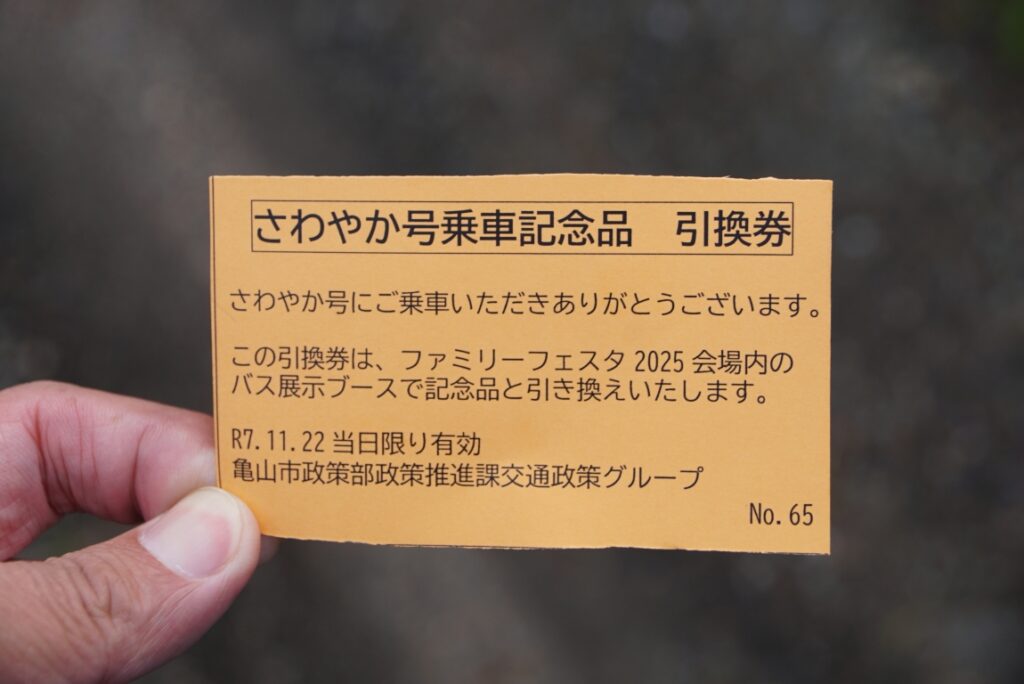 さわやか号乗車記念品　引換券
さわやか号にご乗車いただきありがとうございます。
この引換券は、ファミリーフェスタ 2025 会場内の
バス展示ブースで記念品と引き換えいたします。
R7.11.22 当日限り有効
亀山市政策部政策推進課交通政策グループ
No.65